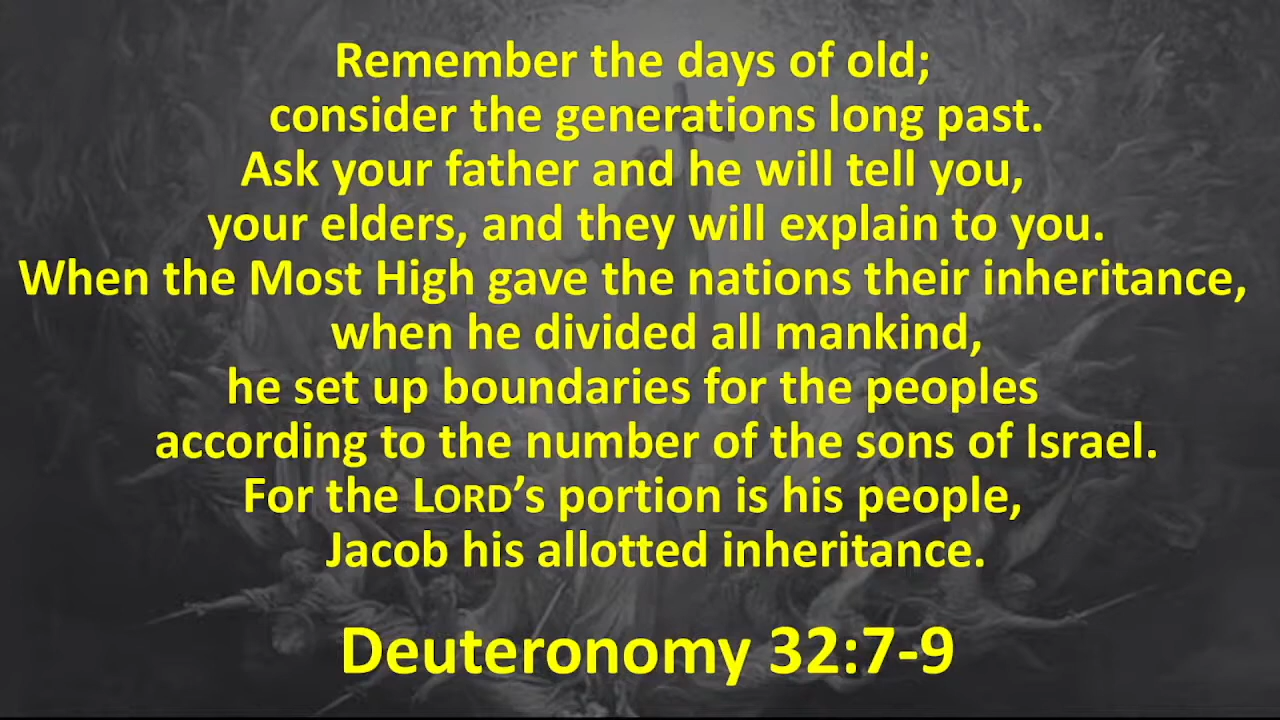 Remember the days of old;
consider the generations long past.
Ask your father and he will tell you,
your elders, and they will explain to you.
When the Most High gave the nations their inheritance,
when he divided all mankind,
he set up boundaries for the peoples
according to the number of the sons of Israel.
For the LORD’s portion is his people,
Jacob his allotted inheritance.
Deuteronomy 32:7-9